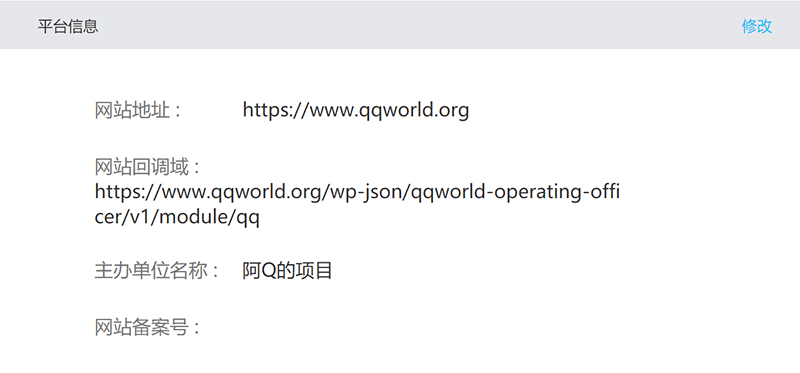 平台信息 修改
网站地址： https://www.qqworld.org
网站回调域：
https://www.qqworld.org/wp-json/qqworld-operating-offi
cer/v1/module/qq
主办单位名称： 阿Q的项目
网站备案号：